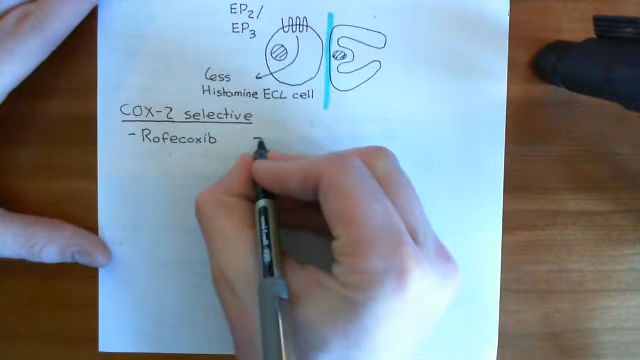 EP2/
EP3
less
Histamine ECL cell
COX-2 selective
- Rofecoxib -